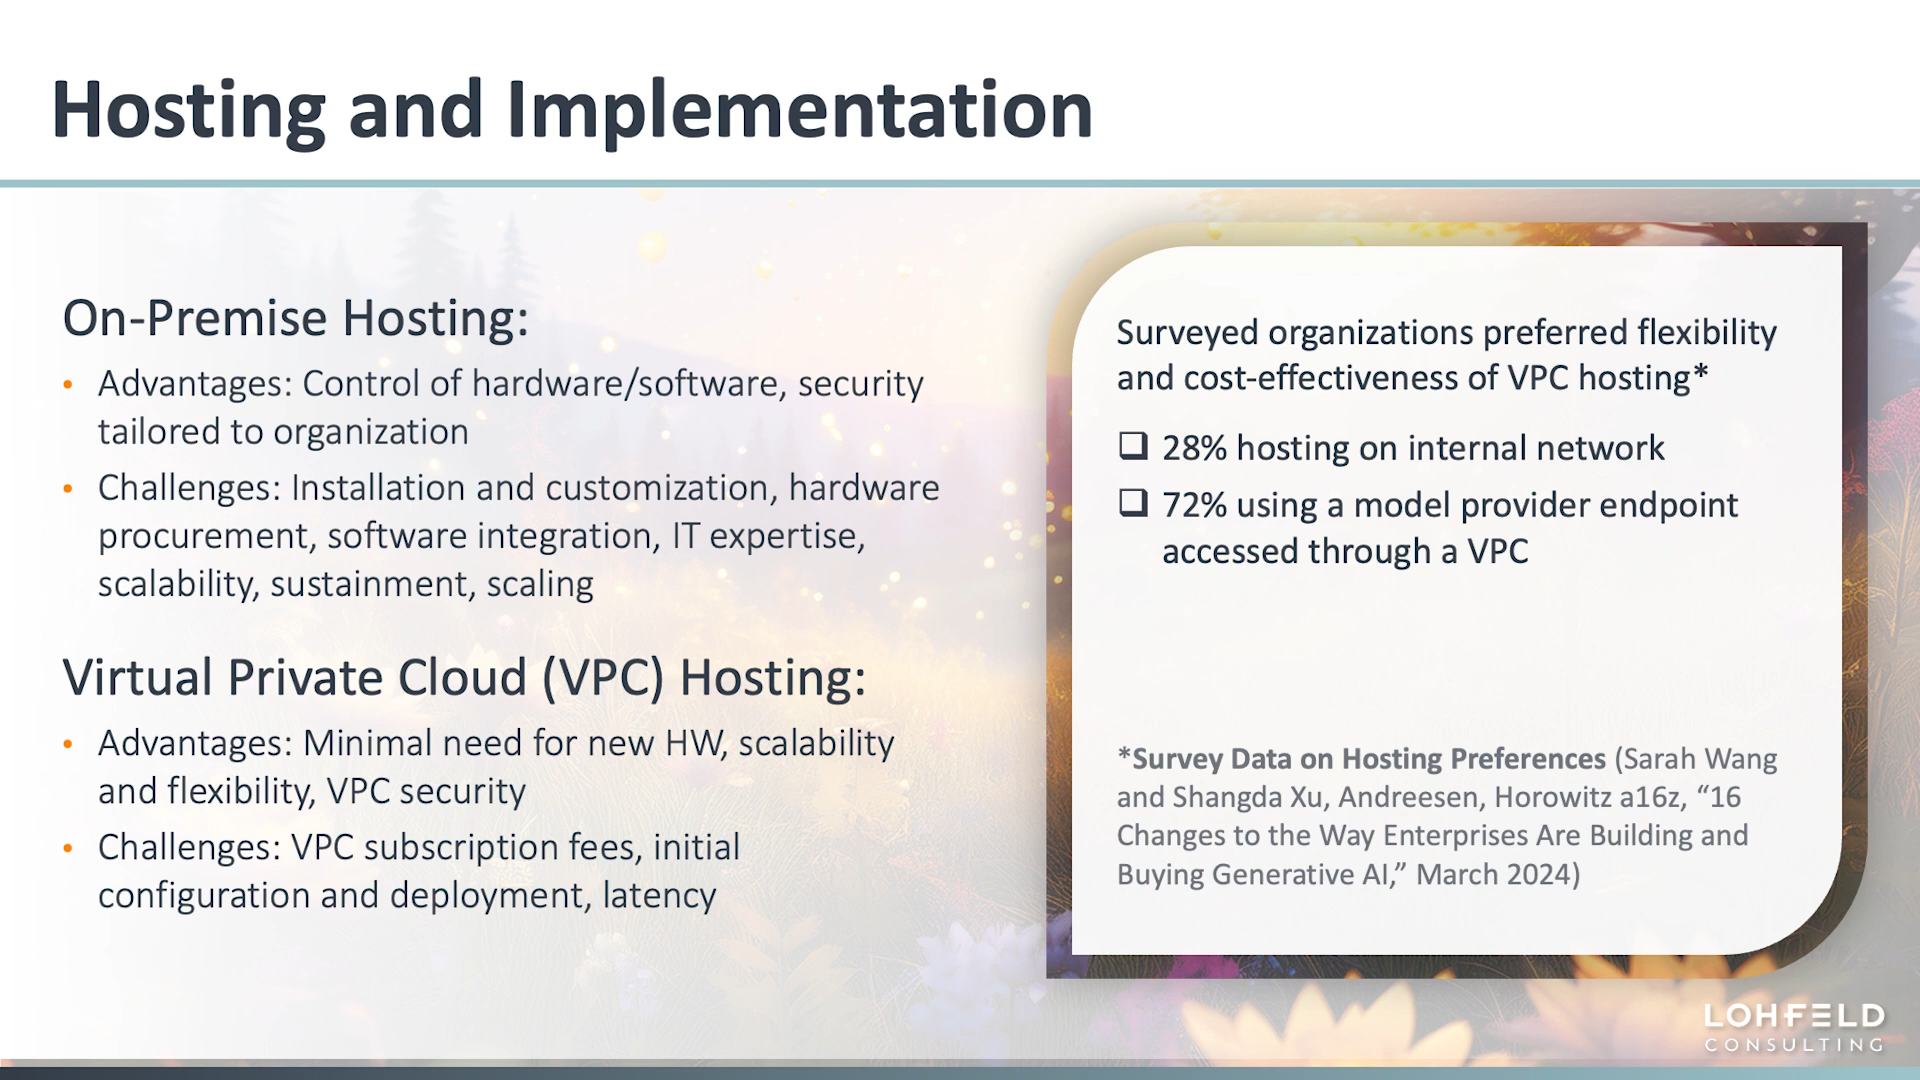 Hosting and Implementation
On-Premise Hosting:
• Advantages: Control of hardware/software, security
tailored to organization
• Challenges: Installation and customization, hardware
procurement, software integration, IT expertise,
scalability, sustainment, scaling
Virtual Private Cloud (VPC) Hosting:
• Advantages: Minimal need for new HW, scalability
and flexibility, VPC security
• Challenges: VPC subscription fees, initial
configuration and deployment, latency
Surveyed organizations preferred flexibility
and cost-effectiveness of VPC hosting*
❑ 28% hosting on internal network
❑ 72% using a model provider endpoint
accessed through a VPC
*Survey Data on Hosting Preferences (Sarah Wang
and Shangda Xu, Andreesen, Horowitz a16z, “16
Changes to the Way Enterprises Are Building and
Buying Generative AI,” March 2024)
LOHFELD
CONSULTING